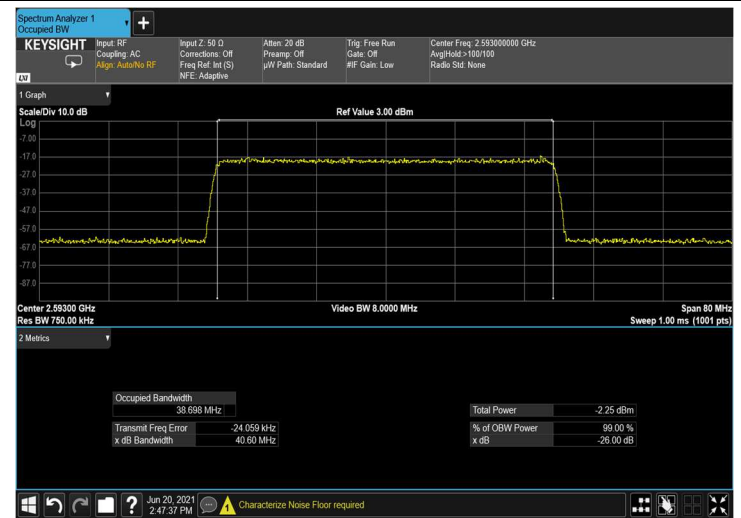 Spectrum Analyzer 1
Occupied BW
KEYSIGHT
LXI
Input: RF
Coupling: AC
Align: Auto/No RF
Input Z: 50 Ω
Corrections: Off
Freq Ref: Int (S)
NFE: Adaptive
Atten: 20 dB
Preamp: Off
µW Path: Standard
Trig: Free Run
Gate: Off
#IF Gain: Low
Center Freq: 2.593000000 GHz
Avg|Hold:>100/100
Radio Std: None
1 Graph
Scale/Div 10.0 dB
Ref Value 3.00 dBm
Log
-7.00
-17.0
-27.0
-37.0
-47.0
-57.0
-67.0
-77.0
-87.0
Center 2.59300 GHz
Video BW 8.0000 MHz
Span 80 MHz
Res BW 750.00 kHz
Sweep 1.00 ms (1001 pts)
2 Metrics
Occupied Bandwidth
38.698 MHz
Transmit Freq Error -24.059 kHz
x dB Bandwidth 40.60 MHz
Total Power -2.25 dBm
% of OBW Power 99.00 %
x dB -26.00 dB
?
Jun 20, 2021
2:47:37 PM
1
Characterize Noise Floor required